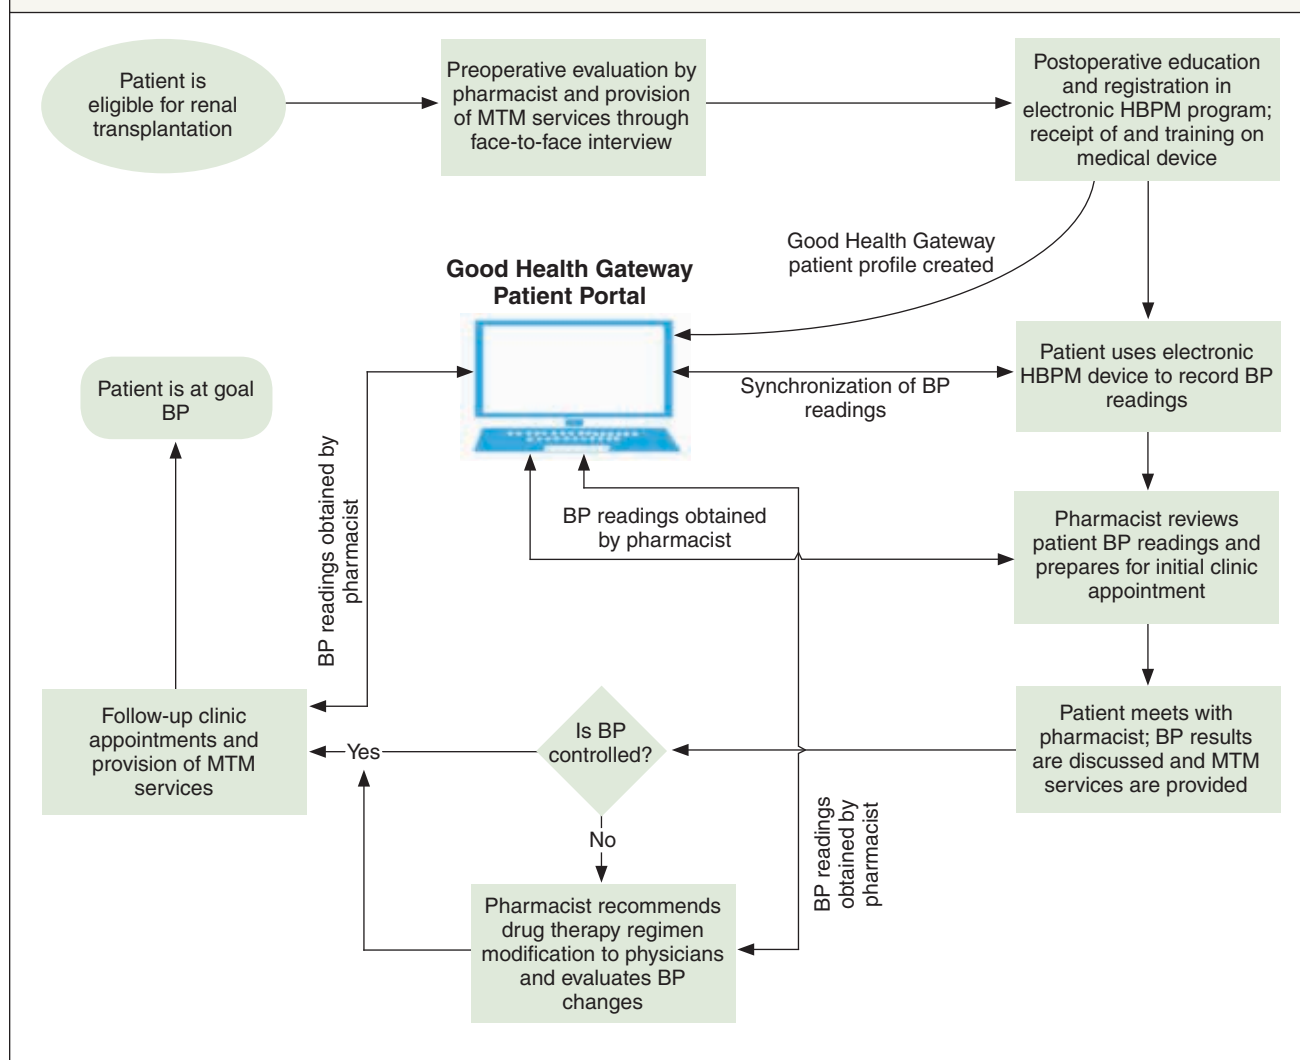 Patient is
eligible for renal
transplantation
Preoperative evaluation by
pharmacist and provision
of MTM services through
face-to-face interview
Postoperative education
and registration in
electronic HBPM program;
receipt of and training on
medical device
Good Health Gateway
patient profile created
Good Health Gateway
Patient Portal
Patient uses electronic
HBPM device to record BP
readings
Synchronization of BP
readings
Patient is at goal
BP
BP readings obtained by
pharmacist
BP readings obtained
by pharmacist
Pharmacist reviews
patient BP readings and
prepares for initial clinic
appointment
Patient meets with
pharmacist; BP results
are discussed and MTM
services are provided
Is BP
controlled?
Yes
Follow-up clinic
appointments and
provision of MTM
services
No
BP readings
obtained by
pharmacist
Pharmacist recommends
drug therapy regimen
modification to physicians
and evaluates BP
changes